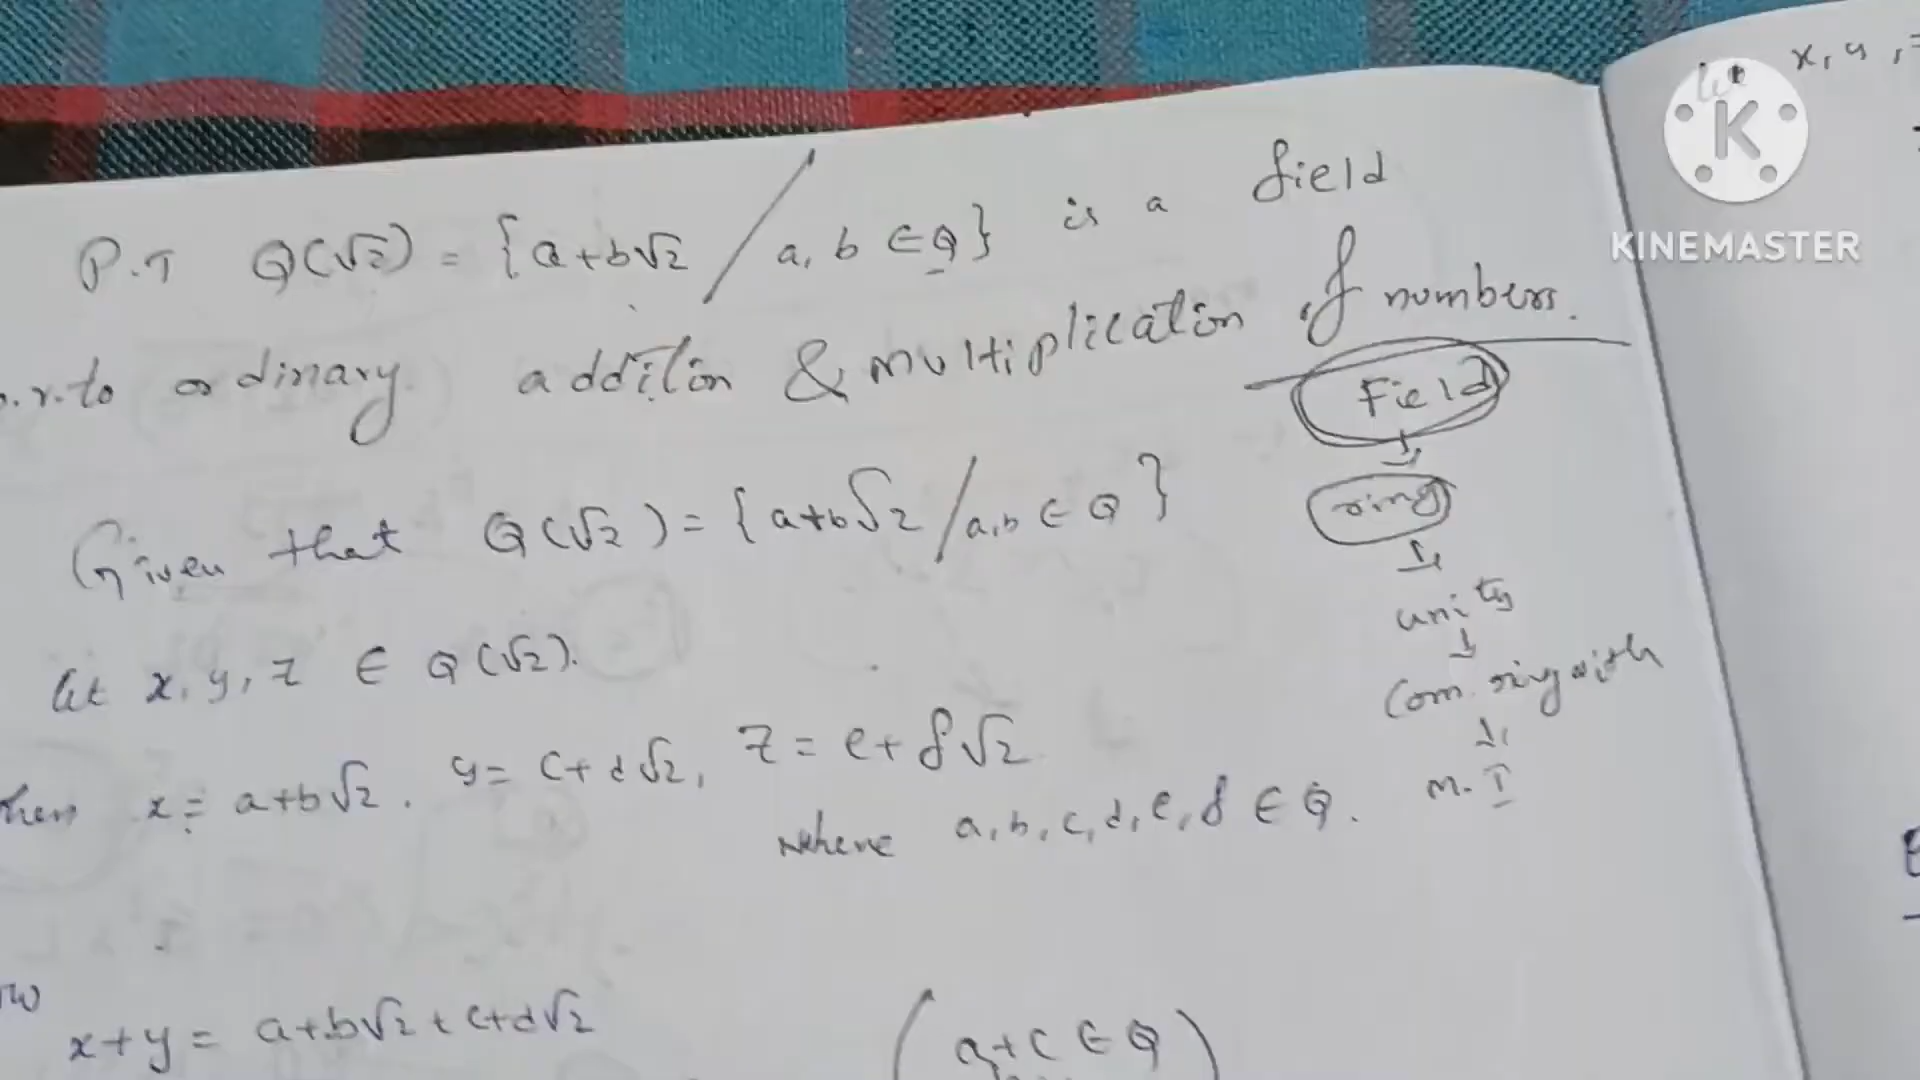 P.T Q(√2) = {a+b√2 / a, b ∈ Q} is a field
.r.to ordinary addition & multiplication of numbers.
Field
ring
unity
Com. ring with
m. I
Given that Q(√2) = {a+b√2 / a,b ∈ Q}
let x, y, z ∈ Q(√2).
then x = a+b√2. y = c+d√2, z = e+f√2
where a, b, c, d, e, f ∈ Q.
x+y = a+b√2 + c+d√2
(a+c ∈ Q)
x, y,
KINEMASTER